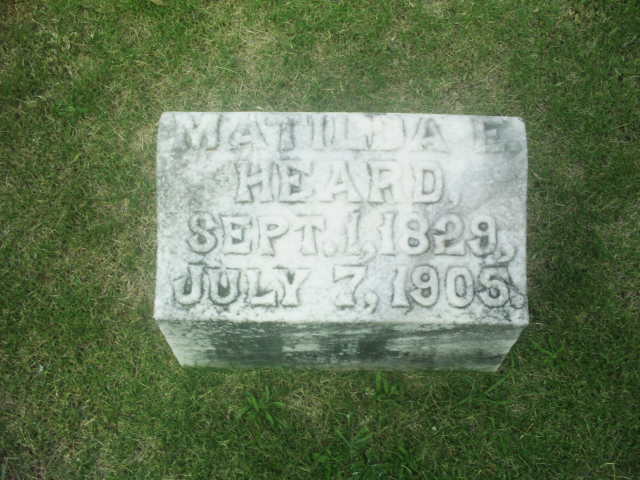 MATILDA E.
HEARD.
SEPT. 1, 1829,
JULY 7, 1905.